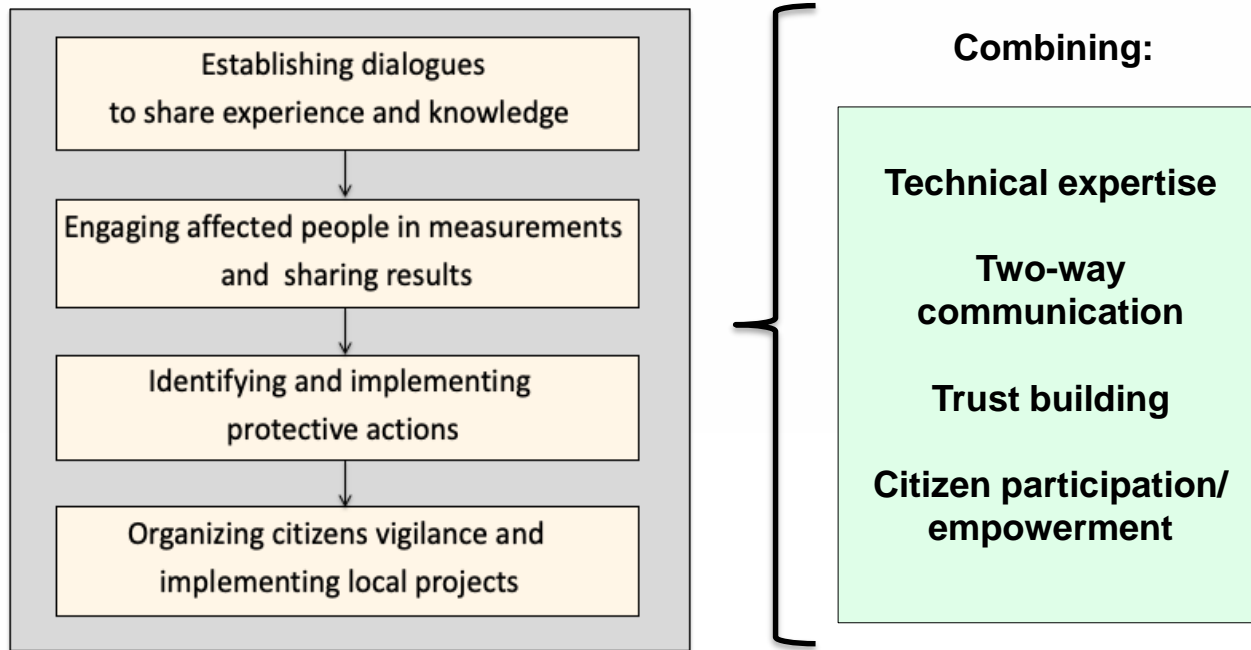 Establishing dialogues
to share experience and knowledge
Engaging affected people in measurements
and sharing results
Identifying and implementing
protective actions
Organizing citizens vigilance and
implementing local projects
Combining:
Technical expertise
Two-way
communication
Trust building
Citizen participation/
empowerment